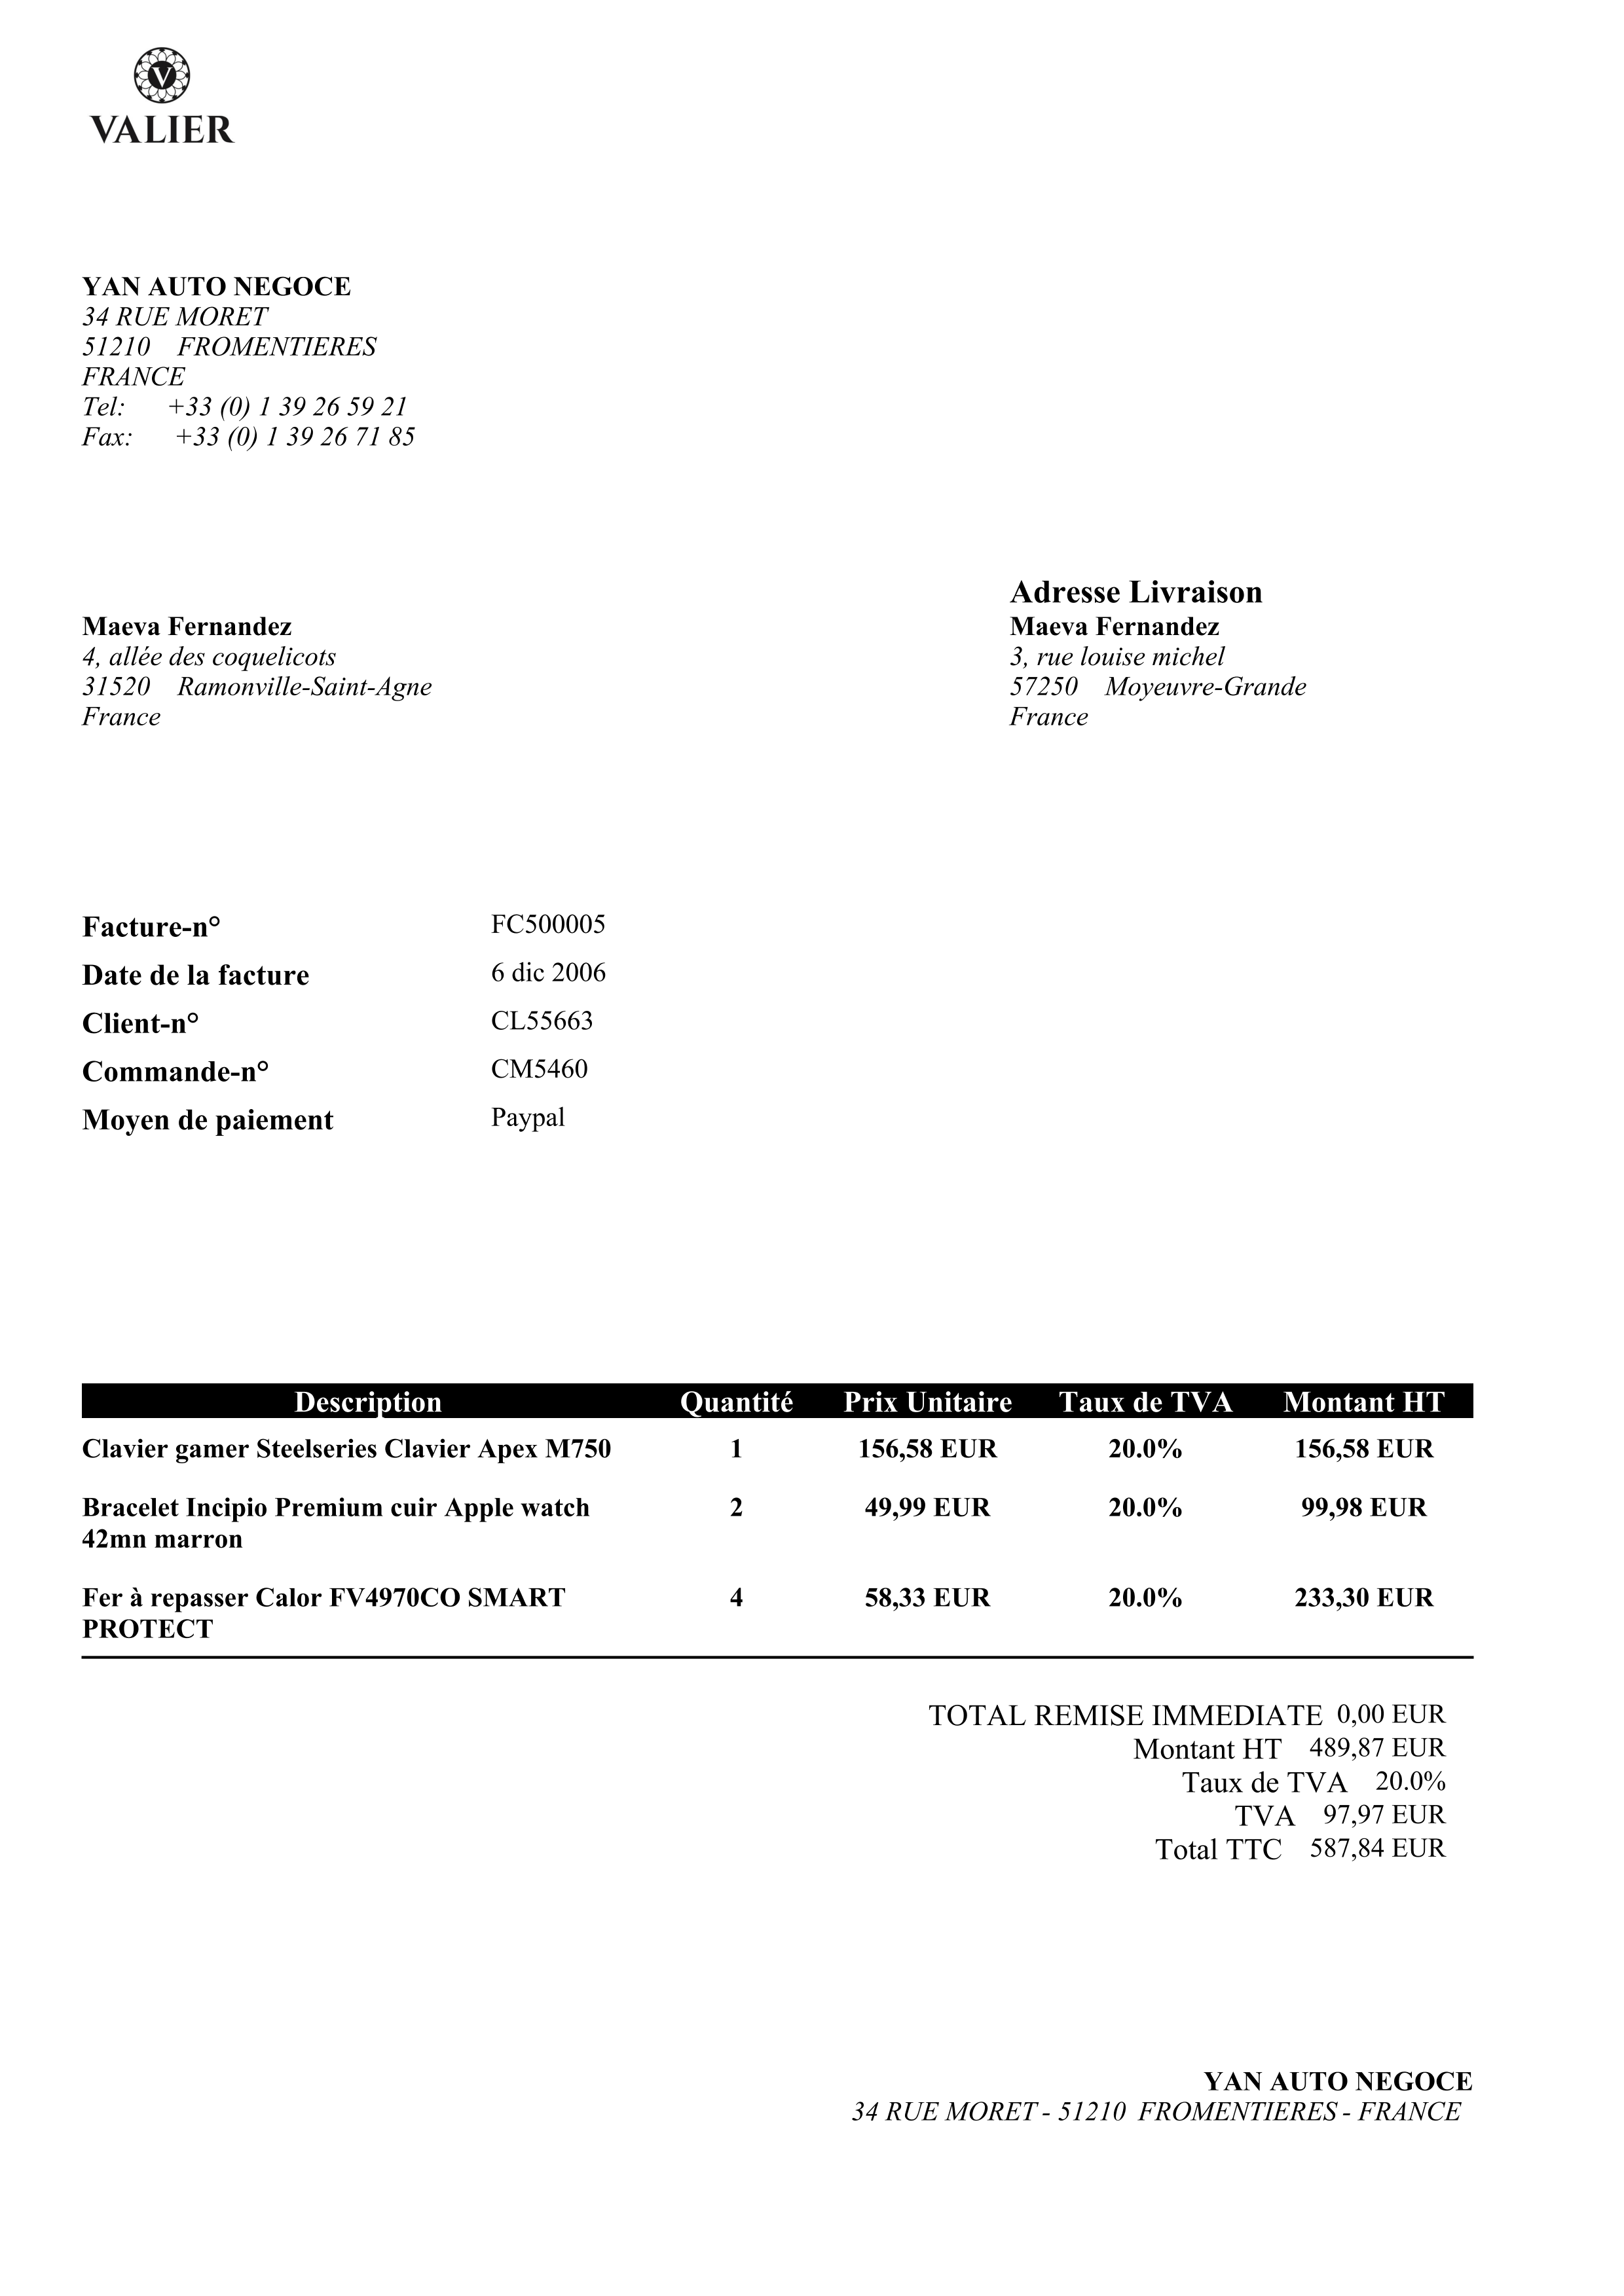 V
VALIER
YAN AUTO NEGOCE
34 RUE MORET
51210 FROMENTIERES
FRANCE
Tel: +33 (0) 1 39 26 59 21
Fax: +33 (0) 1 39 26 71 85
Maeva Fernandez
4, allée des coquelicots
31520 Ramonville-Saint-Agne
France
Adresse Livraison
Maeva Fernandez
3, rue louise michel
57250 Moyeuvre-Grande
France
Facture-n° FC500005
Date de la facture 6 dic 2006
Client-n° CL55663
Commande-n° CM5460
Moyen de paiement Paypal
Description Quantité Prix Unitaire Taux de TVA Montant HT
Clavier gamer Steelseries Clavier Apex M750 1 156,58 EUR 20.0% 156,58 EUR
Bracelet Incipio Premium cuir Apple watch 2 49,99 EUR 20.0% 99,98 EUR
42mn marron
Fer à repasser Calor FV4970CO SMART 4 58,33 EUR 20.0% 233,30 EUR
PROTECT
TOTAL REMISE IMMEDIATE 0,00 EUR
Montant HT 489,87 EUR
Taux de TVA 20.0%
TVA 97,97 EUR
Total TTC 587,84 EUR
YAN AUTO NEGOCE
34 RUE MORET - 51210 FROMENTIERES - FRANCE